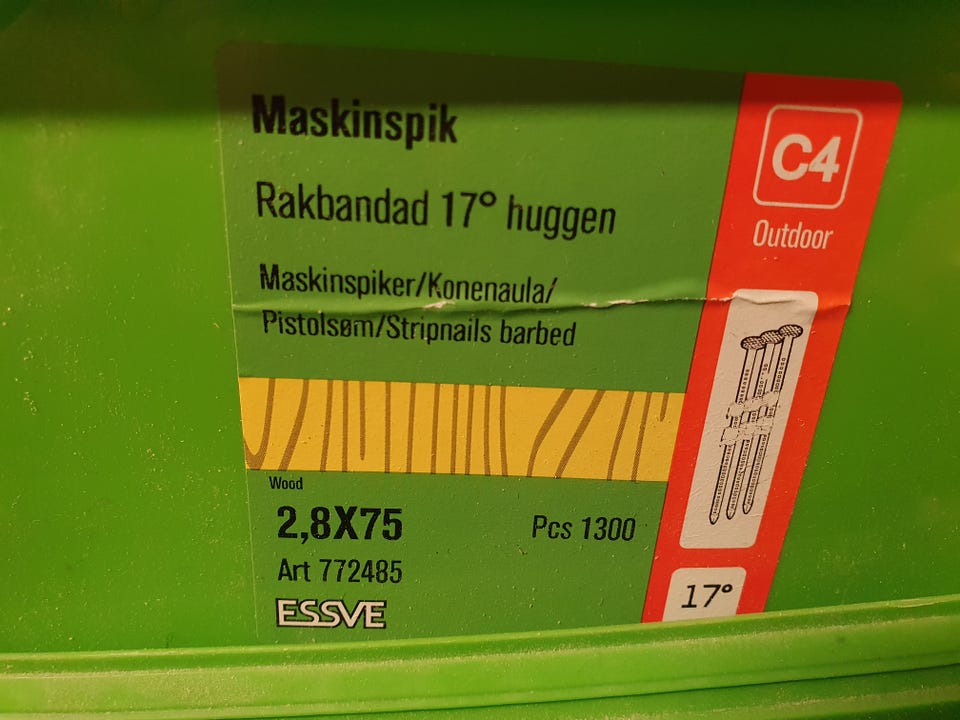 Maskinspik
Rakbandad 17° huggen
Maskinspiker/Konenaula/
Pistolsøm/Stripnails barbed
Wood
2,8X75
Pcs 1300
Art 772485
ESSVE
C4
Outdoor
17°